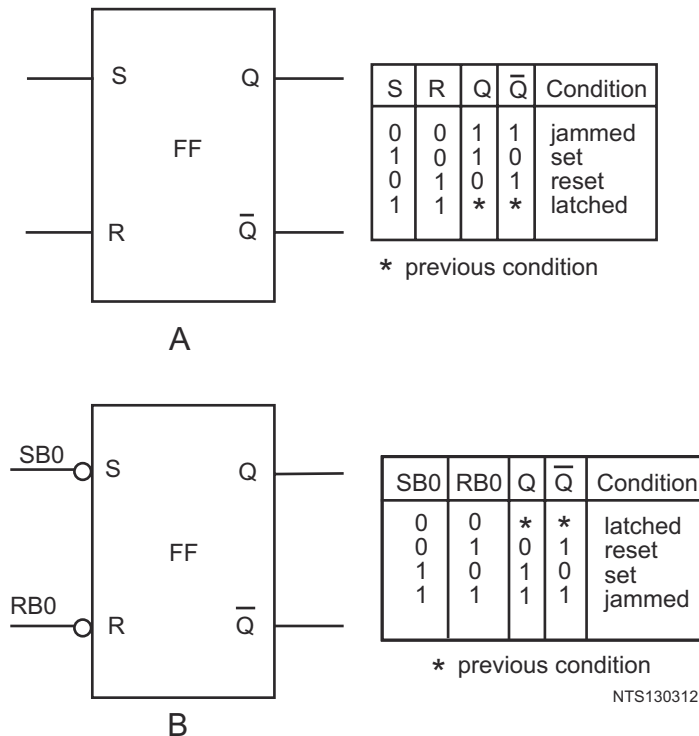 S Q
FF
R Q̅
A
S R Q Q̅ Condition
0 0 1 1 jammed
1 0 1 0 set
0 1 0 1 reset
1 1 * * latched
* previous condition
SB0
S Q
FF
RB0
R Q̅
B
SB0 RB0 Q Q̅ Condition
0 0 * * latched
0 1 0 1 reset
1 0 1 0 set
1 1 1 1 jammed
* previous condition
NTS130312